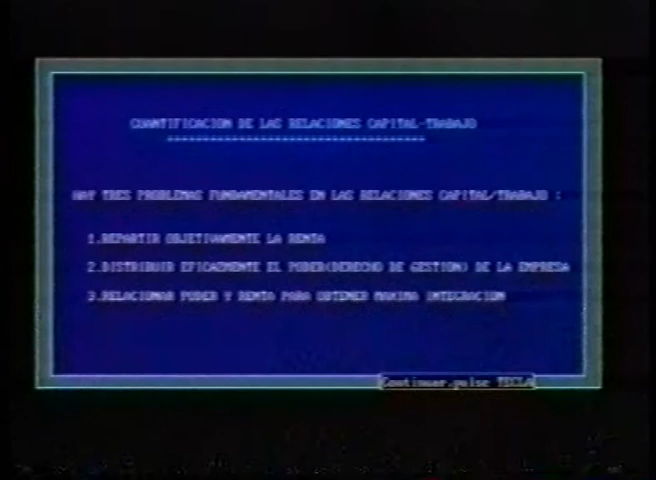 CUANTIFICACION DE LAS RELACIONES CAPITAL-TRABAJO
HAY TRES PROBLEMAS FUNDAMENTALES EN LAS RELACIONES CAPITAL/TRABAJO :
1.REPARTIR OBJETIVAMENTE LA RENTA
2.DISTRIBUIR EFICAZMENTE EL PODER(DERECHO DE GESTION) DE LA EMPRESA
3.RELACIONAR PODER Y RENTA PARA OBTENER MAXIMA INTEGRACION
Continuar,pulse TECLA